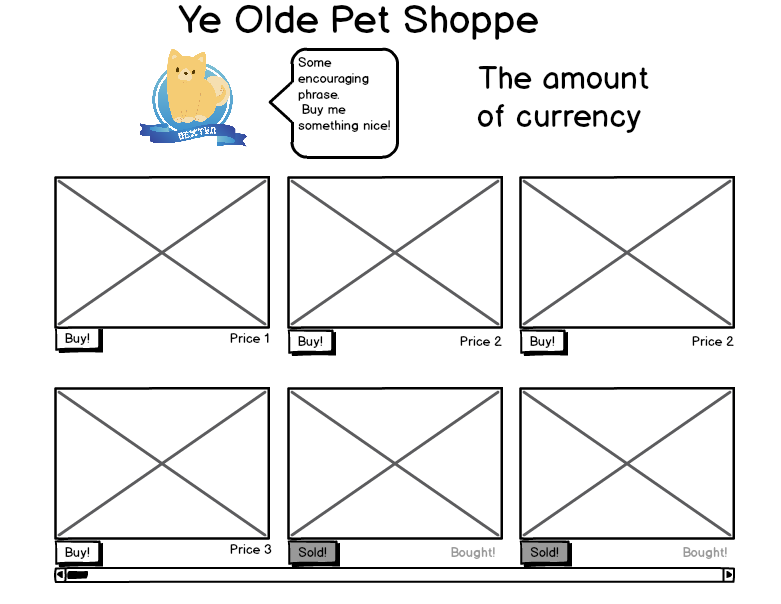 Ye Olde Pet Shoppe
Some
encouraging
phrase.
Buy me
something nice!
The amount
of currency
DEXTER
Buy!
Price 1
Buy!
Price 2
Buy!
Price 2
Buy!
Price 3
Sold!
Bought!
Sold!
Bought!